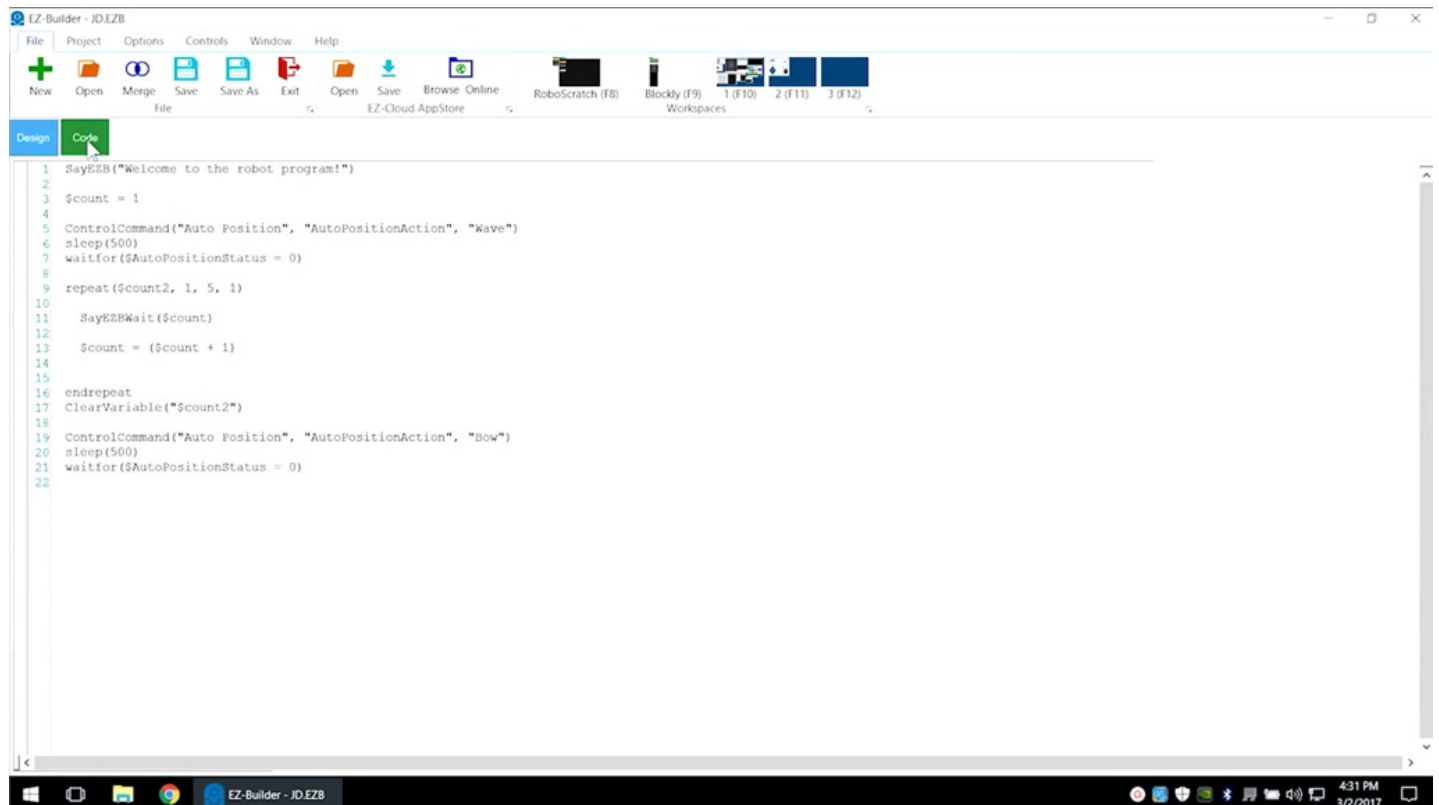 EZ-Builder - JD.EZB
File Project Options Controls Window Help
New Open Merge Save Save As Exit Open Save Browse Online RoboScratch (F8) Blockly (F9) 1 (F10) 2 (F11) 3 (F12)
File EZ-Cloud AppStore Workspaces
Design Code
1 SayEZB("Welcome to the robot program!")
2
3 $count = 1
4
5 ControlCommand("Auto Position", "AutoPositionAction", "Wave")
6 sleep(500)
7 waitfor($AutoPositionStatus = 0)
8
9 repeat($count2, 1, 5, 1)
10
11 SayEZBWait($count)
12
13 $count = ($count + 1)
14
15
16 endrepeat
17 ClearVariable("$count2")
18
19 ControlCommand("Auto Position", "AutoPositionAction", "Bow")
20 sleep(500)
21 waitfor($AutoPositionStatus = 0)
22
EZ-Builder - JD.EZB
4:31 PM
3/2/2017